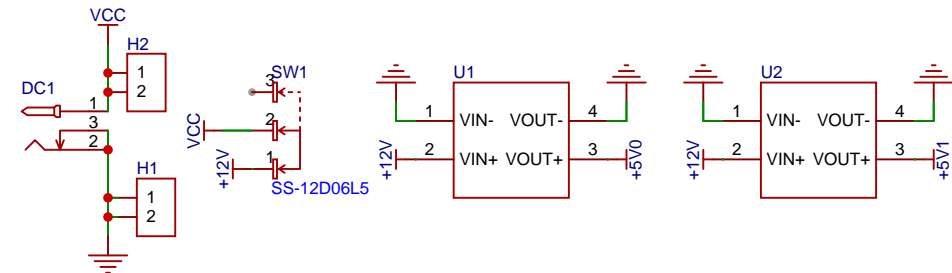 VCC
H2
1
2
DC1
1
3
2
H1
1
2
SW1
3
2
VCC
1
+12V
SS-12D06L5
U1
1
VIN-
VOUT-
4
2
VIN+
VOUT+
3
+12V
+5V0
U2
1
VIN-
VOUT-
4
2
VIN+
VOUT+
3
+12V
+5V1